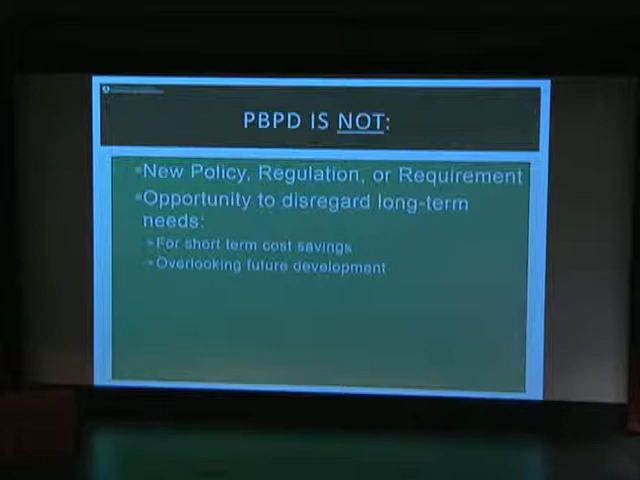 PBPD IS NOT:
New Policy, Regulation, or Requirement
Opportunity to disregard long-term
needs:
For short term cost savings
Overlooking future development